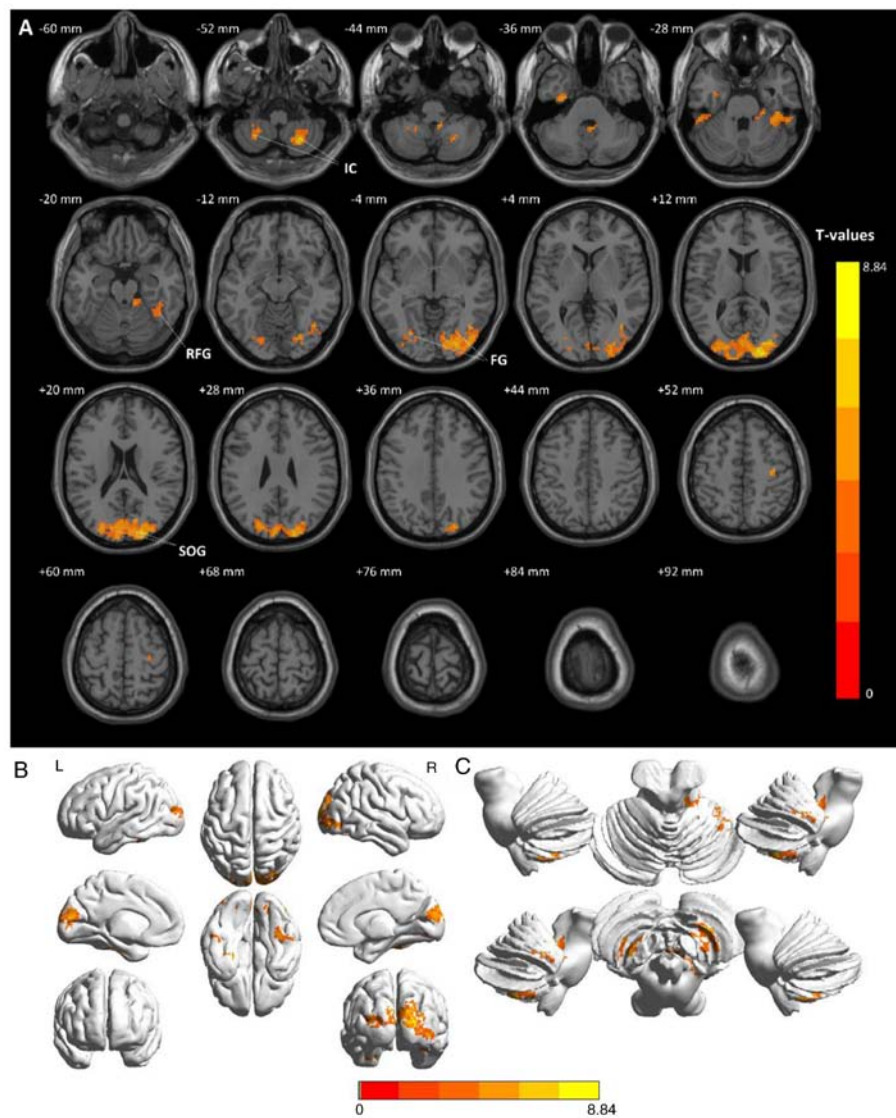 A
-60 mm
-52 mm
-44 mm
-36 mm
-28 mm
IC
-20 mm
-12 mm
-4 mm
+4 mm
+12 mm
T-values
8.84
RFG
FG
+20 mm
+28 mm
+36 mm
+44 mm
+52 mm
SOG
+60 mm
+68 mm
+76 mm
+84 mm
+92 mm
0
B
L
R
C
0
8.84